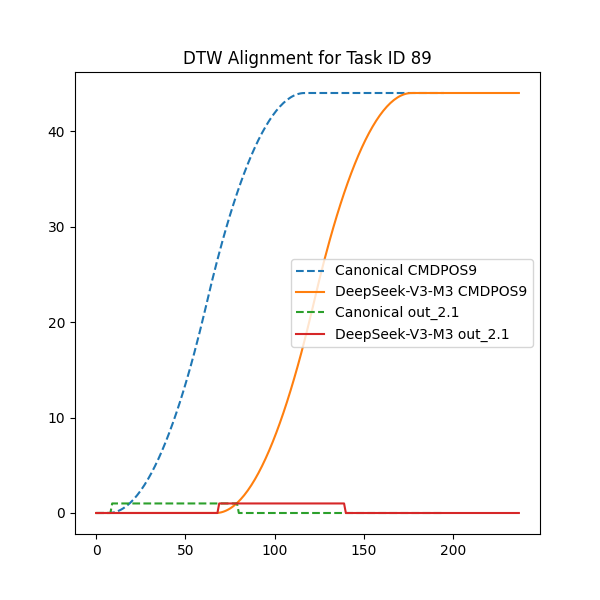 DTW Alignment for Task ID 89
40
30
20
10
0
Canonical CMDPOS9
DeepSeek-V3-M3 CMDPOS9
Canonical out_2.1
DeepSeek-V3-M3 out_2.1
0 50 100 150 200